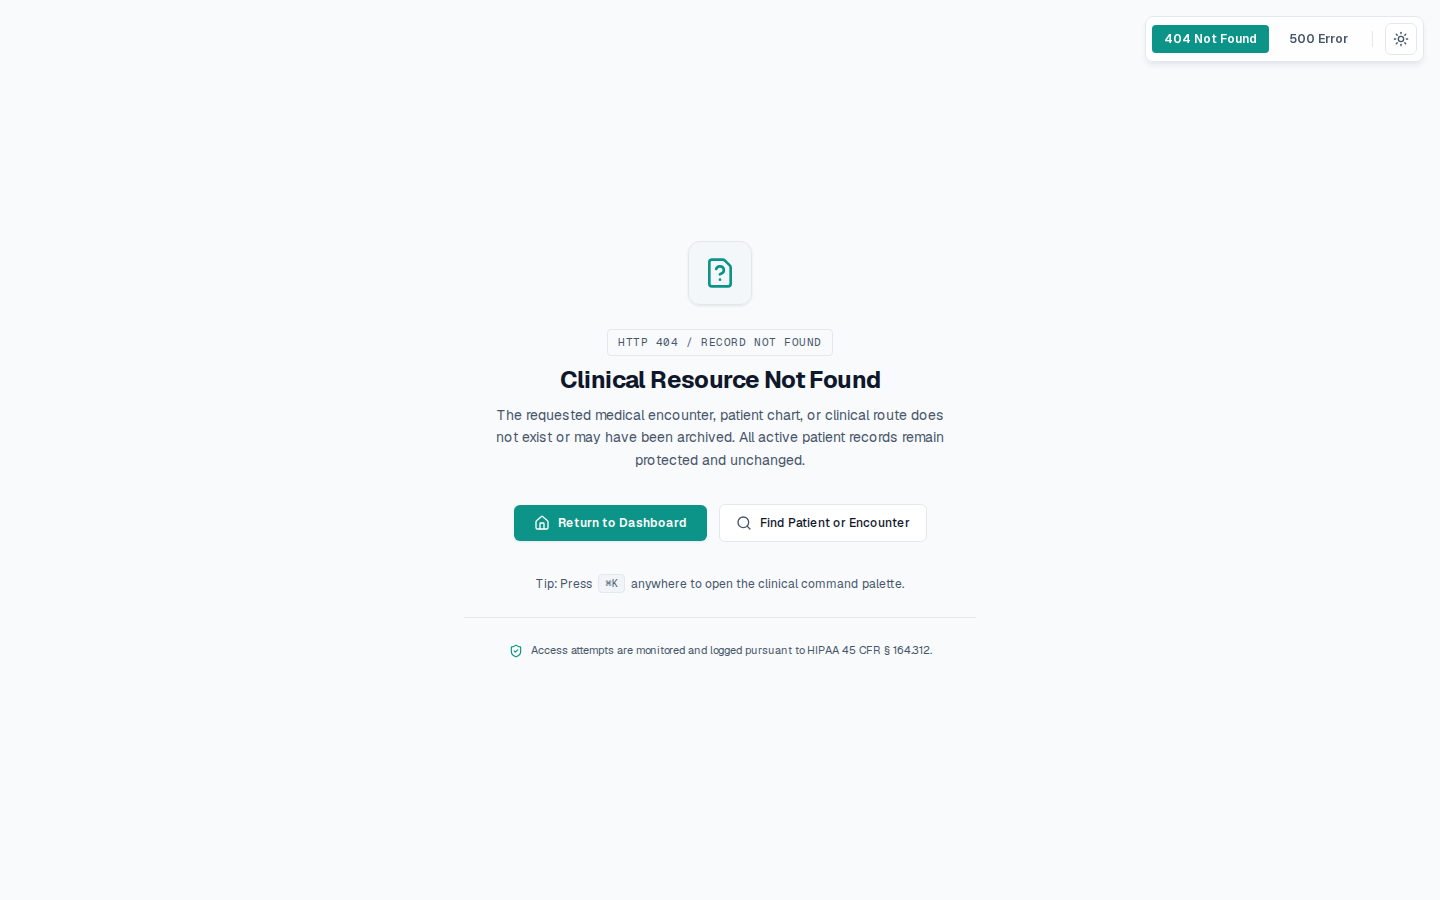 404 Not Found
500 Error
HTTP 404 / RECORD NOT FOUND
Clinical Resource Not Found
The requested medical encounter, patient chart, or clinical route does
not exist or may have been archived. All active patient records remain
protected and unchanged.
Return to Dashboard
Find Patient or Encounter
Tip: Press ⌘K anywhere to open the clinical command palette.
Access attempts are monitored and logged pursuant to HIPAA 45 CFR § 164.312.